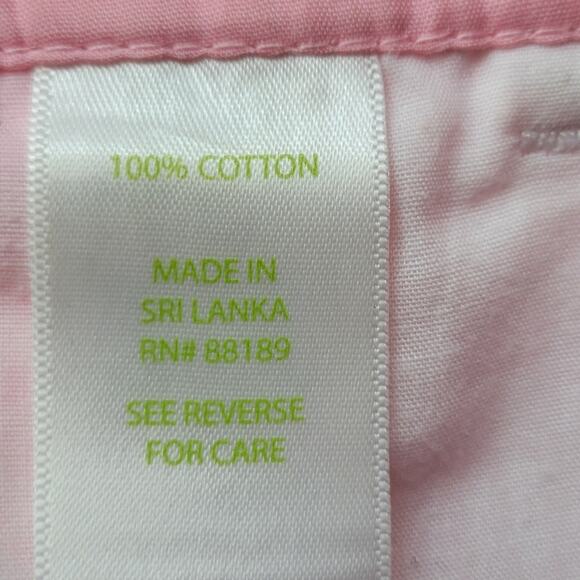 100% COTTON
MADE IN
SRI LANKA
RN# 88189
SEE REVERSE
FOR CARE